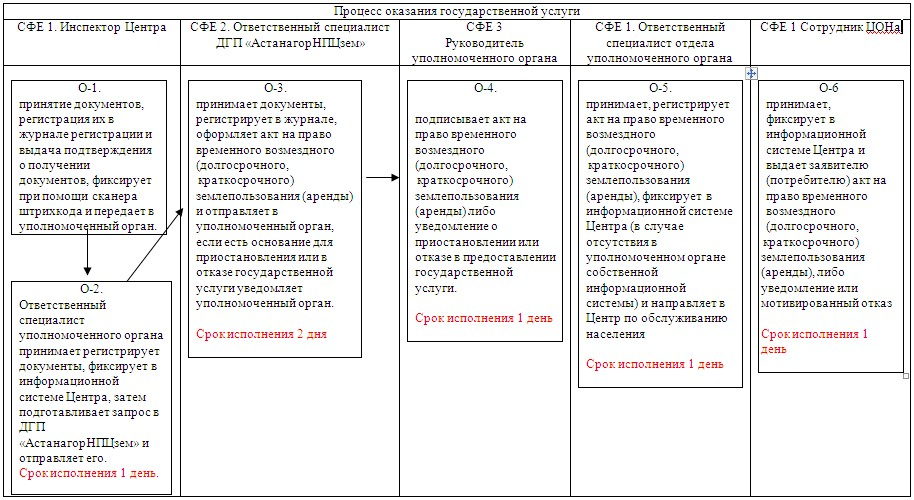 Процесс оказания государственной услуги
СФЕ 1. Инспектор Центра
СФЕ 2. Ответственный специалист
ДГП «АстанагорНПЦзем»
СФЕ 3
Руководитель
уполномоченного органа
СФЕ 1. Ответственный
специалист отдела
уполномоченного органа
СФЕ 1 Сотрудник ЦОНа
О-1.
принятие документов,
регистрация их в
журнале регистрации и
выдача подтверждения
о получении
документов, фиксирует
при помощи сканера
штрихкода и передает в
уполномоченный орган.
О-2.
Ответственный
специалист
уполномоченного органа
принимает регистрирует
документы, фиксирует в
информационной
системе Центра, затем
подготавливает запрос в
ДГП
«АстанагорНПЦзем» и
отправляет его.
Срок исполнения 1 день.
О-3.
принимает документы,
регистрирует в журнале,
оформляет акт на право
временного возмездного
(долгосрочного,
краткосрочного)
землепользования (аренды)
и отправляет в
уполномоченный орган,
если есть основание для
приостановления или в
отказе государственной
услуги уведомляет
уполномоченный орган.
Срок исполнения 2 дня
О-4.
подписывает акт на
право временного
возмездного
(долгосрочного,
краткосрочного)
землепользования
(аренды) либо
уведомление о
приостановлении или
отказе в предоставлении
государственной
услуги.
Срок исполнения 1 день
О-5.
принимает, регистрирует
акт на право временного
возмездного
(долгосрочного,
краткосрочного)
землепользования
(аренды), фиксирует в
информационной системе
Центра (в случае
отсутствия в
уполномоченном органе
собственной
информационной
системы) и направляет в
Центр по обслуживанию
населения
Срок исполнения 1 день
О-6
принимает,
фиксирует в
информационной
системе Центра и
выдает заявителю
(потребителю) акт на
право временного
возмездного
(долгосрочного,
краткосрочного)
землепользования
(аренды), либо
уведомление или
мотивированный отказ
Срок исполнения 1
день